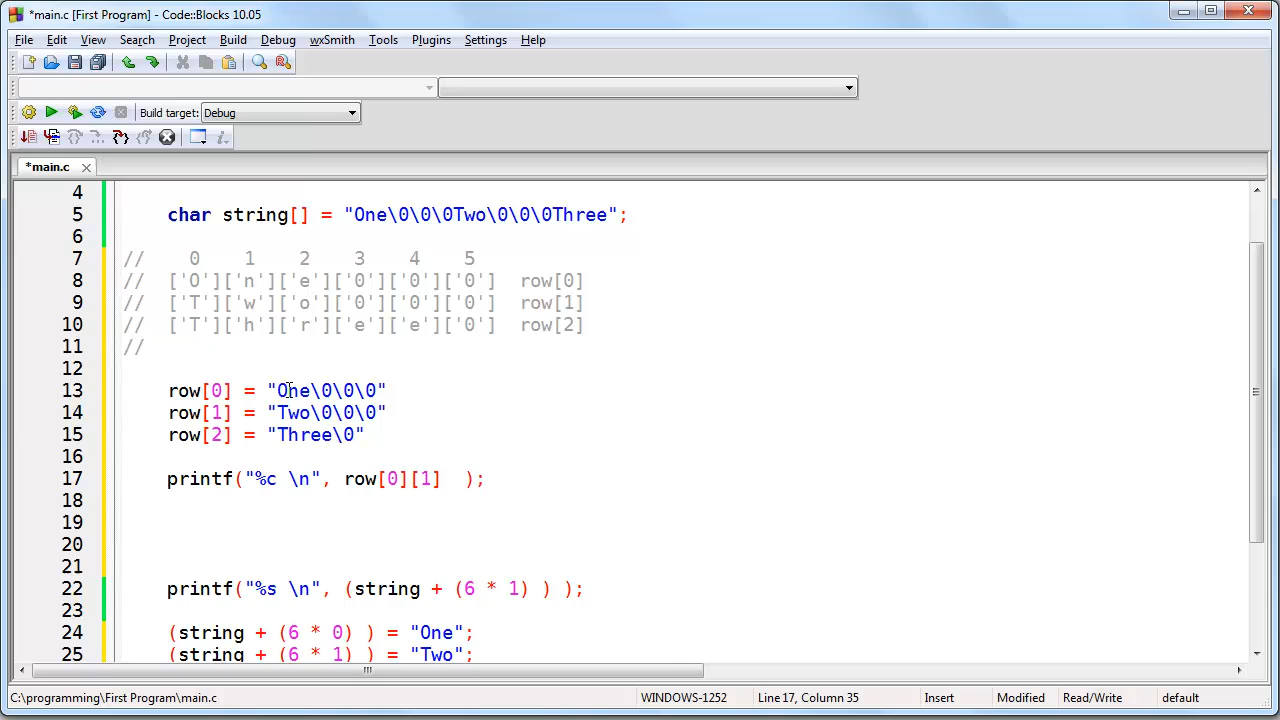 *main.c [First Program] - Code::Blocks 10.05
File Edit View Search Project Build Debug wxSmith Tools Plugins Settings Help
Build target: Debug
*main.c
4
5 char string[] = "One\0\0\0Two\0\0\0Three";
6
7 // 0 1 2 3 4 5
8 // ['O']['n']['e']['0']['0']['0'] row[0]
9 // ['T']['w']['o']['0']['0']['0'] row[1]
10 // ['T']['h']['r']['e']['e']['0'] row[2]
11 //
12
13 row[0] = "One\0\0\0"
14 row[1] = "Two\0\0\0"
15 row[2] = "Three\0"
16
17 printf("%c \n", row[0][1] );
18
19
20
21
22 printf("%s \n", (string + (6 * 1) ) );
23
24 (string + (6 * 0) ) = "One";
25 (string + (6 * 1) ) = "Two";
C:\programming\First Program\main.c WINDOWS-1252 Line 17, Column 35 Insert Modified Read/Write default